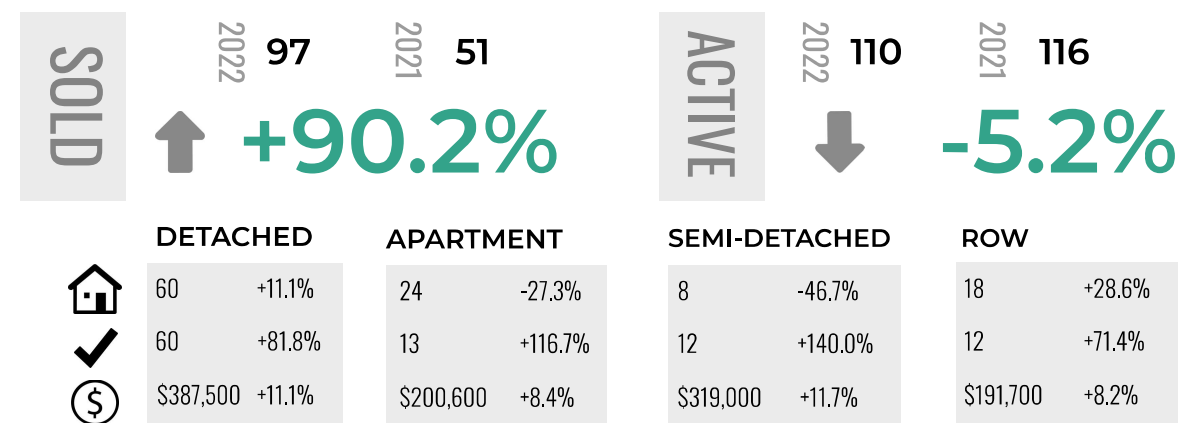 SOLD
2022 97 2021 51
+90.2%
ACTIVE
2022 110 2021 116
-5.2%
DETACHED
60 +11.1%
60 +81.8%
$387,500 +11.1%
APARTMENT
24 -27.3%
13 +116.7%
$200,600 +8.4%
SEMI-DETACHED
8 -46.7%
12 +140.0%
$319,000 +11.7%
ROW
18 +28.6%
12 +71.4%
$191,700 +8.2%
$